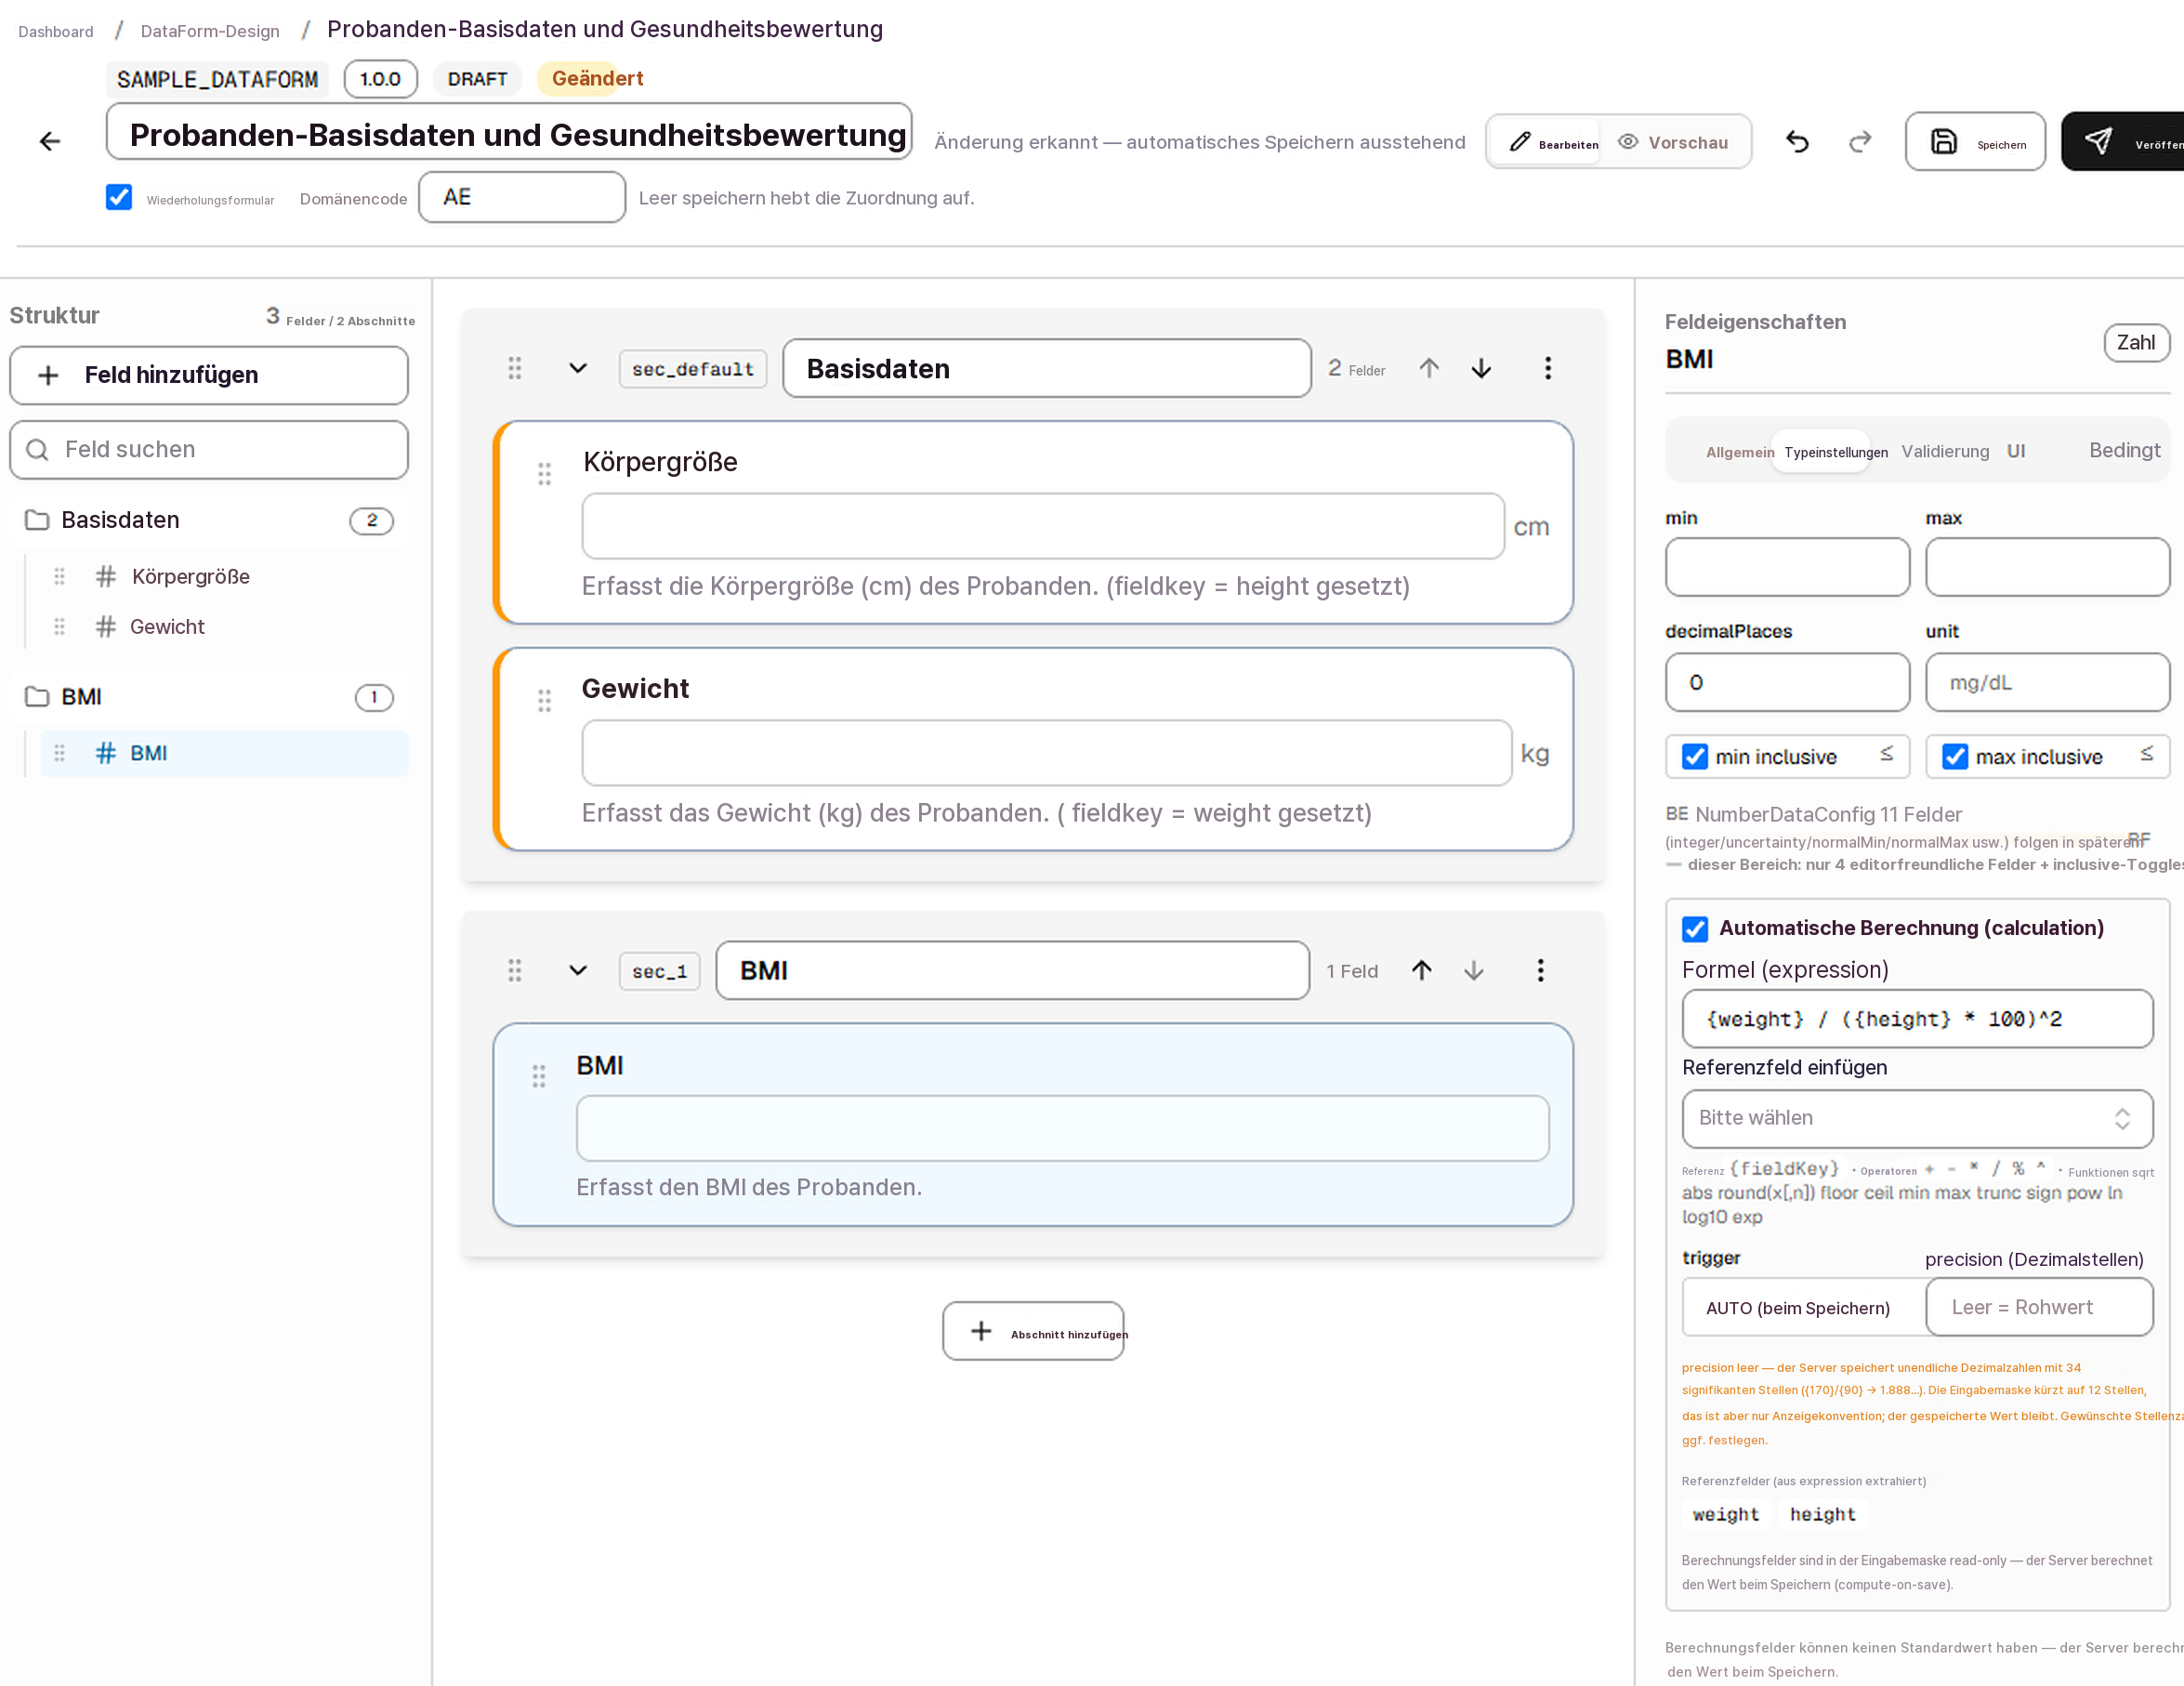 Dashboard / DataForm-Design / Probanden-Basisdaten und Gesundheitsbewertung
SAMPLE_DATAFORM 1.0.0 DRAFT Geändert
Probanden-Basisdaten und Gesundheitsbewertung
Änderung erkannt — automatisches Speichern ausstehend
Bearbeiten Vorschau
Speichern
Veröffen
Wiederholungsformular Domänencode AE Leer speichern hebt die Zuordnung auf.
Struktur 3 Felder / 2 Abschnitte
+ Feld hinzufügen
Feld suchen
Basisdaten 2
# Körpergröße
# Gewicht
BMI 1
# BMI
sec_default Basisdaten 2 Felder
Körpergröße
cm
Erfasst die Körpergröße (cm) des Probanden. (fieldkey = height gesetzt)
Gewicht
kg
Erfasst das Gewicht (kg) des Probanden. ( fieldkey = weight gesetzt)
sec_1 BMI 1 Feld
BMI
Erfasst den BMI des Probanden.
+ Abschnitt hinzufügen
Feldeigenschaften
BMI
Zahl
Allgemein Typeinstellungen Validierung UI Bedingt
min max
decimalPlaces unit
0 mg/dL
min inclusive ≤ max inclusive ≤
BE NumberDataConfig 11 Felder
(integer/uncertainty/normalMin/normalMax usw.) folgen in späterem RF
— dieser Bereich: nur 4 editorfreundliche Felder + inclusive-Toggles
Automatische Berechnung (calculation)
Formel (expression)
{weight} / ({height} * 100)^2
Referenzfeld einfügen
Bitte wählen
Referenz {fieldKey} · Operatoren + - * / % ^ · Funktionen sqrt
abs round(x[,n]) floor ceil min max trunc sign pow ln
log10 exp
trigger precision (Dezimalstellen)
AUTO (beim Speichern) Leer = Rohwert
precision leer — der Server speichert unendliche Dezimalzahlen mit 34
signifikanten Stellen ({170}/{90} → 1.888…). Die Eingabemaske kürzt auf 12 Stellen,
das ist aber nur Anzeigekonvention; der gespeicherte Wert bleibt. Gewünschte Stellenza
ggf. festlegen.
Referenzfelder (aus expression extrahiert)
weight height
Berechnungsfelder sind in der Eingabemaske read-only — der Server berechnet
den Wert beim Speichern (compute-on-save).
Berechnungsfelder können keinen Standardwert haben — der Server berechn
den Wert beim Speichern.